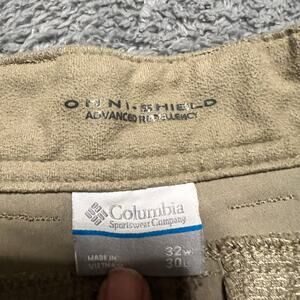 OMNI-SHIELD
ADVANCED REPELLENCY
Columbia
Sportswear Company
MADE IN
VIETNAM
32W
30L